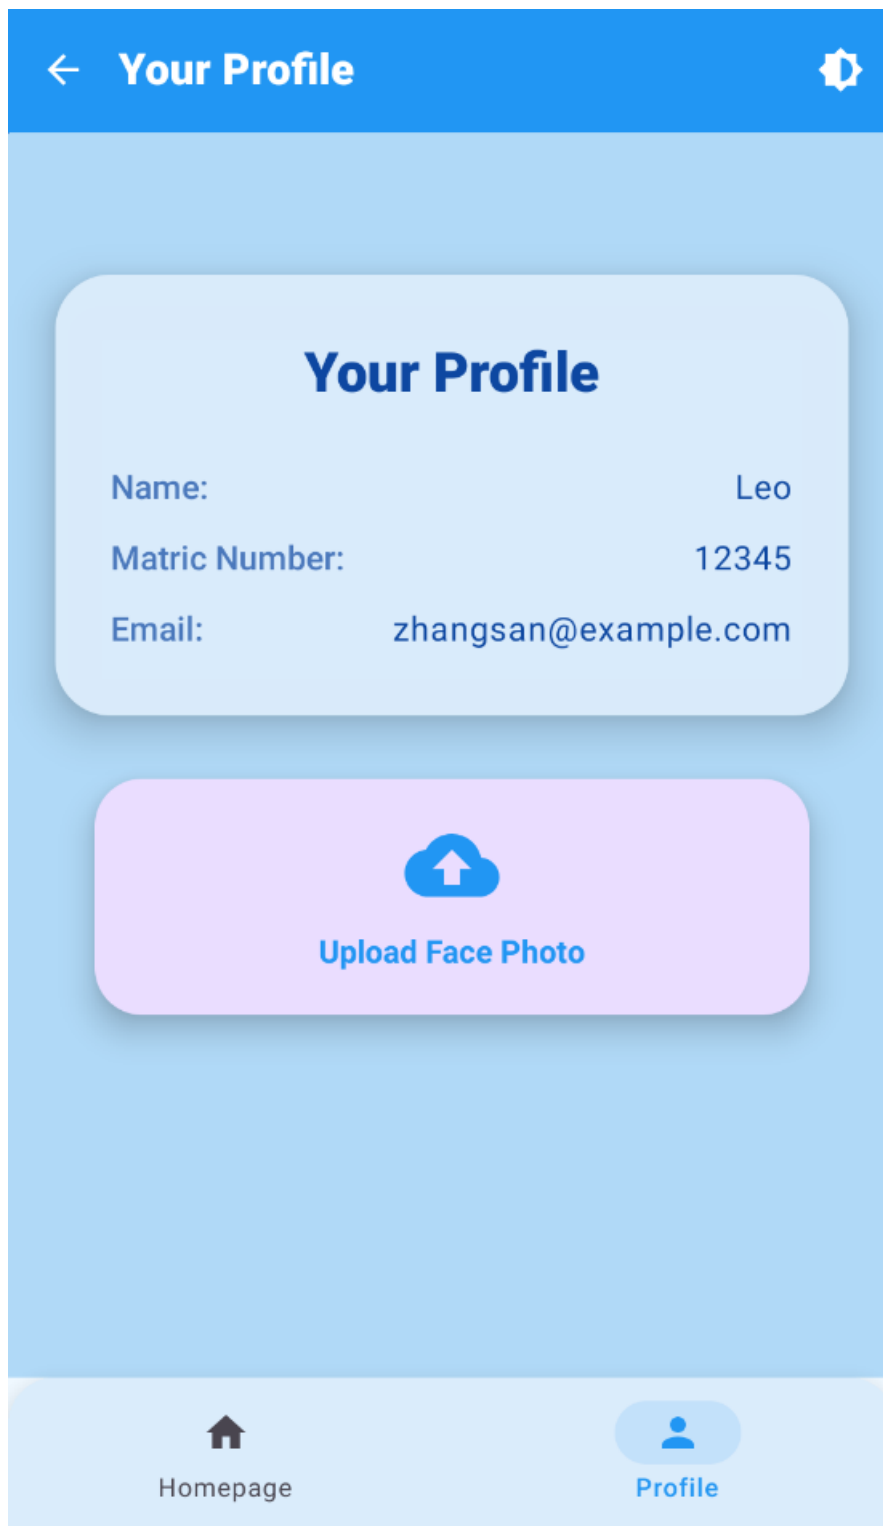 Your Profile
Your Profile
Name: Leo
Matric Number: 12345
Email: zhangsan@example.com
Upload Face Photo
Homepage Profile